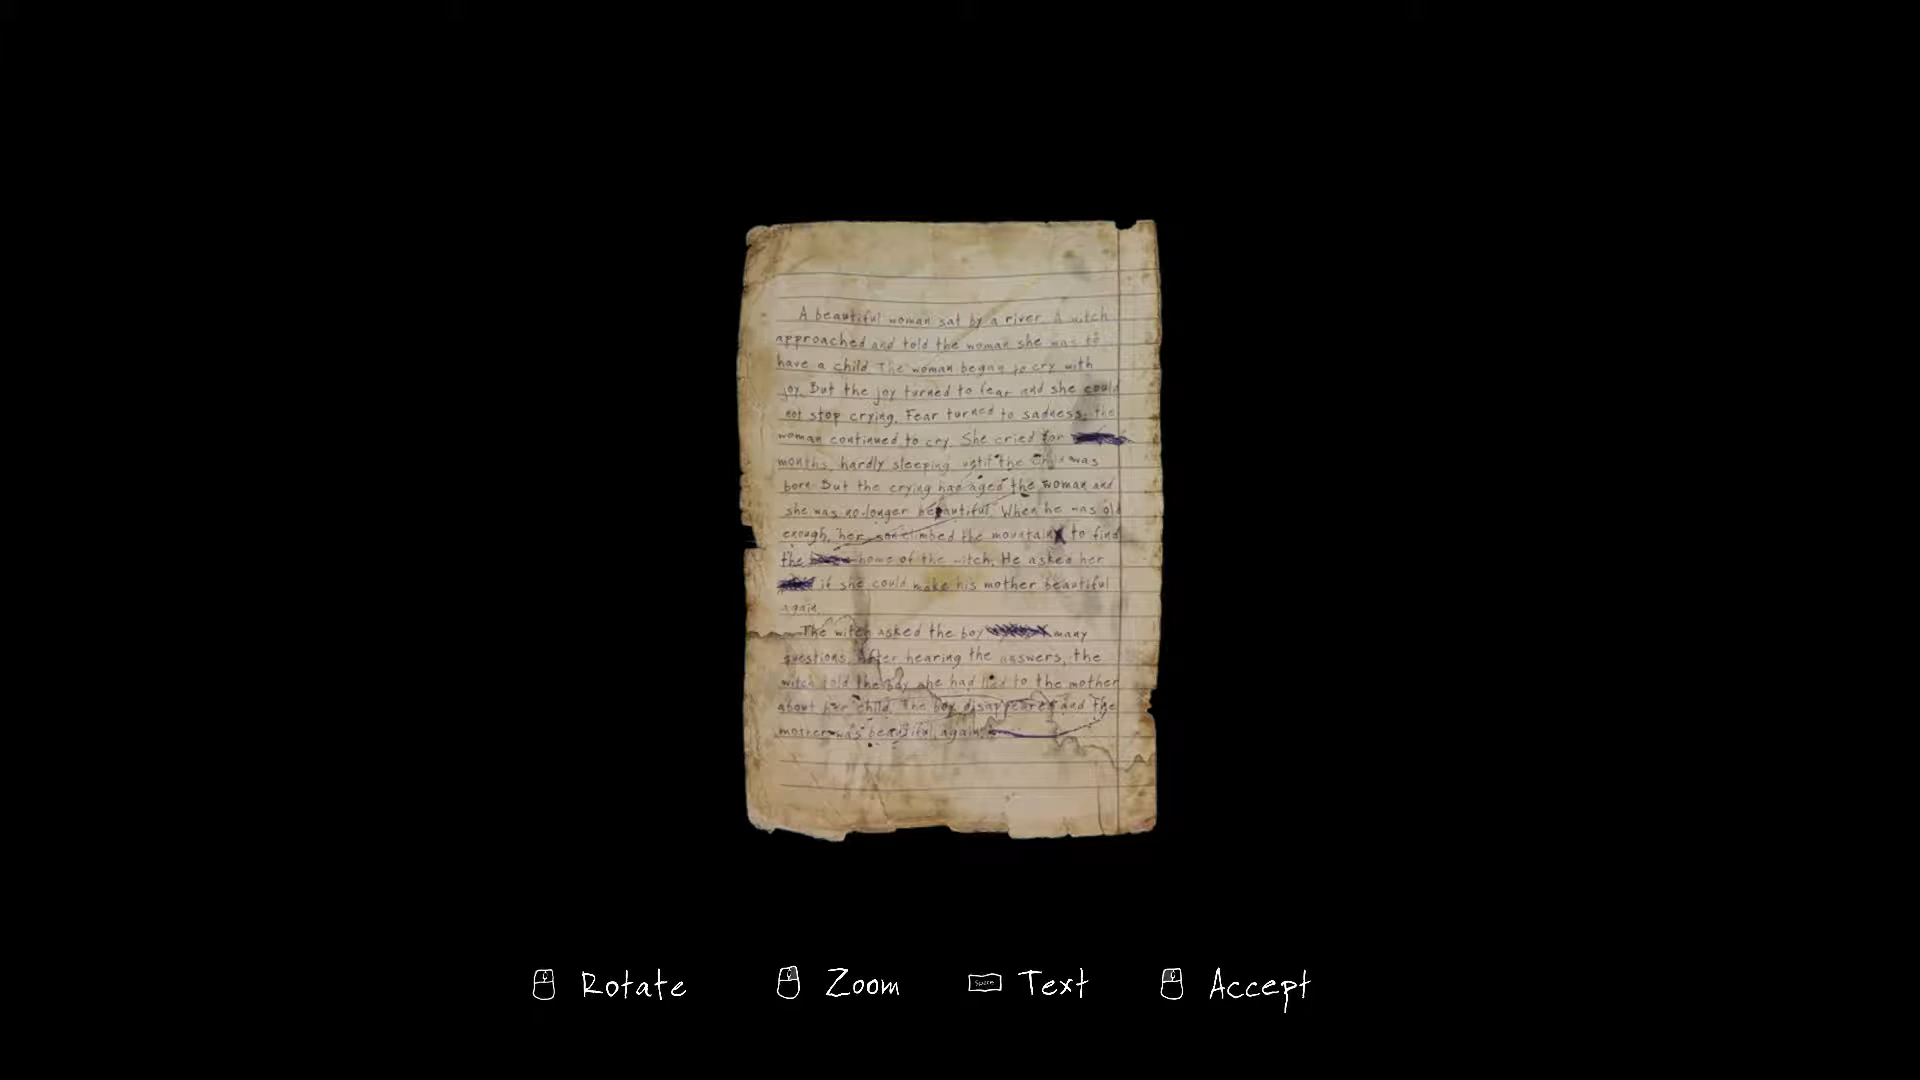 A beautiful woman sat by a river. A witch
approached and told the woman she was to
have a child. The woman began to cry with
joy. But the joy turned to fear and she could
not stop crying. Fear turned to sadness. the
woman continued to cry. She cried for
months, hardly sleeping until the child was
born. But the crying had aged the woman and
she was no longer beautiful. When he was old
enough, her son climbed the mountain to find
the home of the witch. He asked her
if she could make his mother beautiful
again.
The witch asked the boy many
questions. After hearing the answers, the
witch told the boy she had lied to the mother
about her child. The boy disappeared and the
mother was beautiful again.
Rotate Zoom Space Text Accept